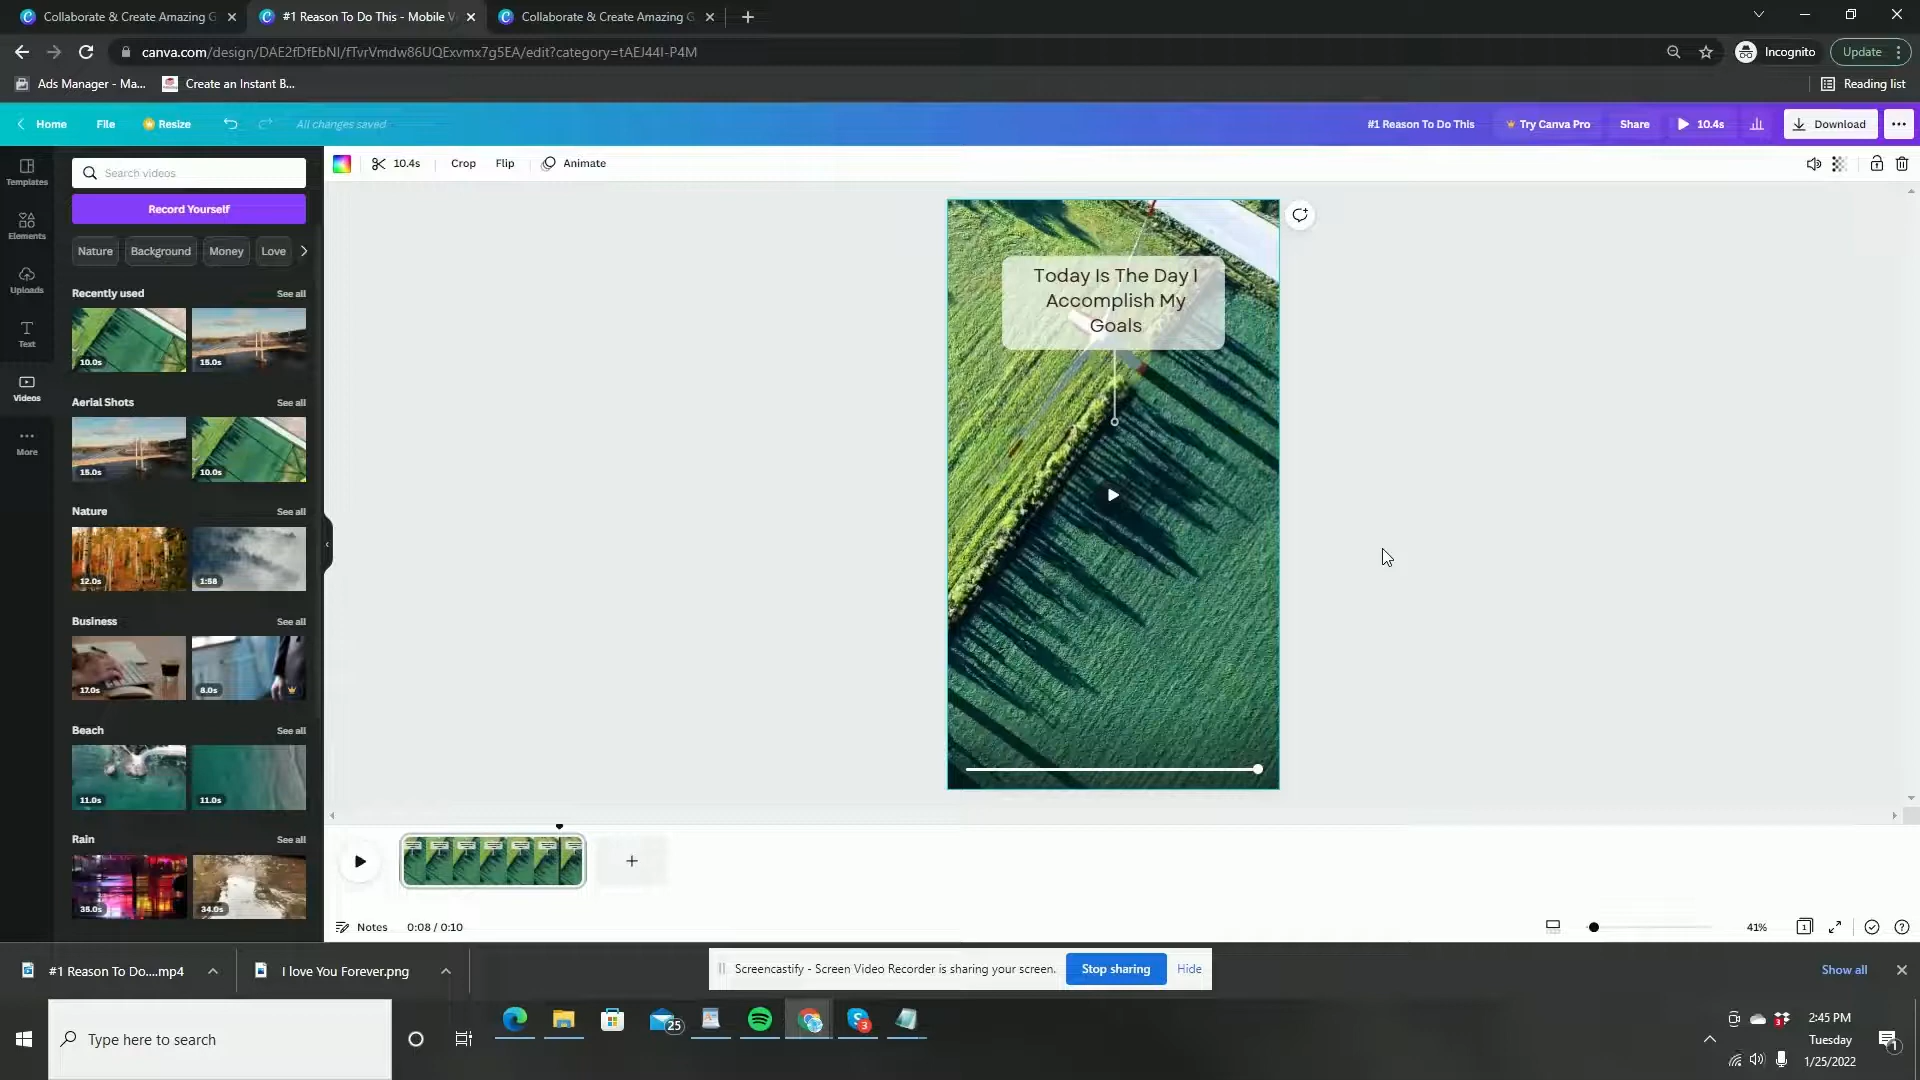 Collaborate & Create Amazing G
#1 Reason To Do This - Mobile V
Collaborate & Create Amazing G
canva.com/design/DAE2fDfEbNI/fTvrVmdw86UQExvmx7g5EA/edit?category=tAEJ44I-P4M
Incognito
Update
Ads Manager - Ma...
Create an Instant B...
Reading list
Home
File
Resize
All changes saved
#1 Reason To Do This
Try Canva Pro
Share
10.4s
Download
Templates
Elements
Uploads
Text
Videos
More
Search videos
Record Yourself
Nature
Background
Money
Love
Recently used
See all
10.0s
15.0s
Aerial Shots
See all
15.0s
10.0s
Nature
See all
12.0s
1:58
Business
See all
17.0s
8.0s
Beach
See all
11.0s
11.0s
Rain
See all
35.0s
34.0s
10.4s
Crop
Flip
Animate
Today Is The Day I
Accomplish My
Goals
Notes
0:08 / 0:10
41%
1
#1 Reason To Do....mp4
I love You Forever.png
Screencastify - Screen Video Recorder is sharing your screen.
Stop sharing
Hide
Show all
Type here to search
25
3
3
2:45 PM
Tuesday
1/25/2022
1